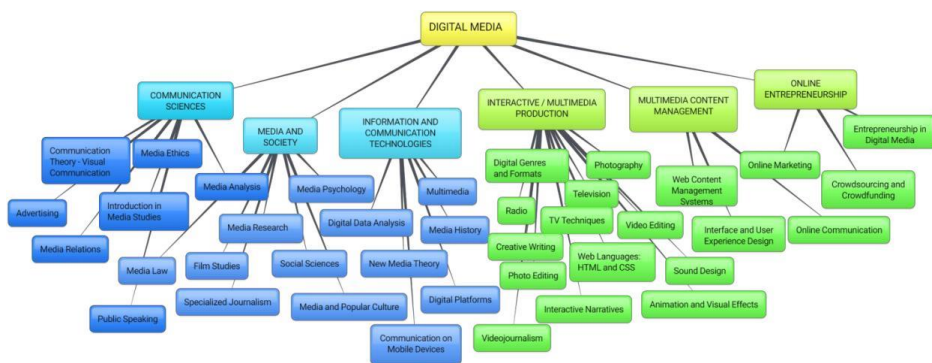 DIGITAL MEDIA
COMMUNICATION
SCIENCES
MEDIA AND
SOCIETY
INFORMATION AND
COMMUNICATION
TECHNOLOGIES
INTERACTIVE / MULTIMEDIA
PRODUCTION
MULTIMEDIA CONTENT
MANAGEMENT
ONLINE
ENTREPRENEURSHIP
Communication
Theory - Visual
Communication
Media Ethics
Advertising
Introduction in
Media Studies
Media Relations
Media Law
Public Speaking
Media Analysis
Media Psychology
Media Research
Film Studies
Social Sciences
Specialized Journalism
Media and Popular Culture
Multimedia
Digital Data Analysis
Media History
New Media Theory
Digital Platforms
Communication on
Mobile Devices
Digital Genres
and Formats
Photography
Radio
Television
TV Techniques
Video Editing
Creative Writing
Web Languages:
HTML and CSS
Photo Editing
Sound Design
Interactive Narratives
Animation and Visual Effects
Videojournalism
Web Content
Management
Systems
Interface and User
Experience Design
Online Communication
Online Marketing
Entrepreneurship in
Digital Media
Crowdsourcing and
Crowdfunding